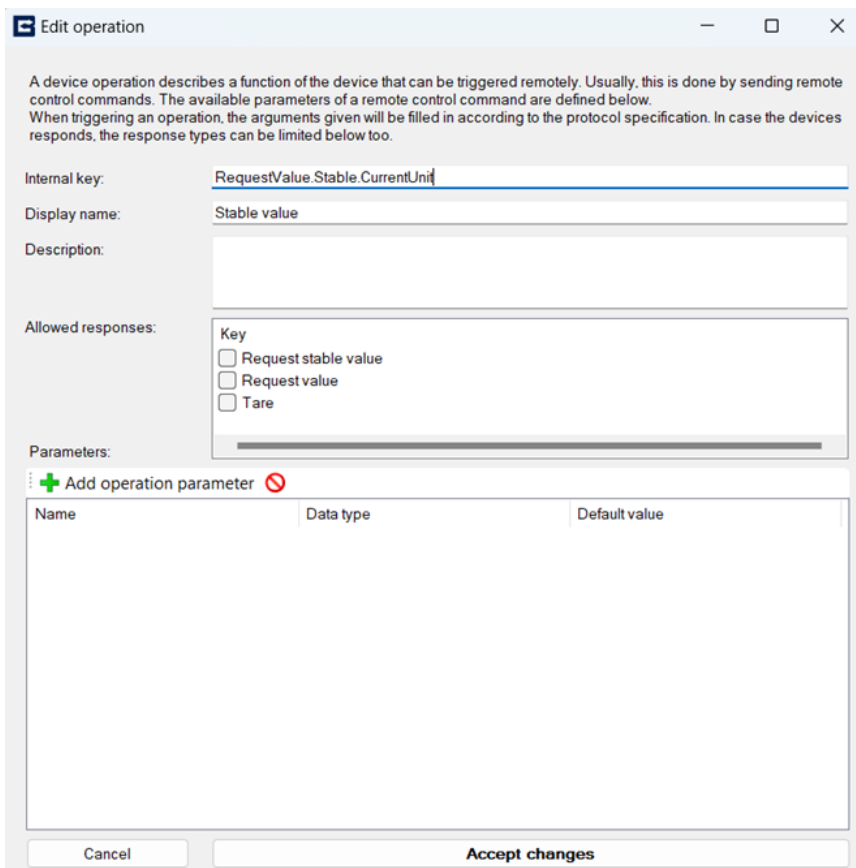 Edit operation
A device operation describes a function of the device that can be triggered remotely. Usually, this is done by sending remote
control commands. The available parameters of a remote control command are defined below.
When triggering an operation, the arguments given will be filled in according to the protocol specification. In case the devices
responds, the response types can be limited below too.
Internal key: RequestValue.Stable.CurrentUnit
Display name: Stable value
Description:
Allowed responses:
Key
Request stable value
Request value
Tare
Parameters:
Add operation parameter
Name Data type Default value
Cancel Accept changes